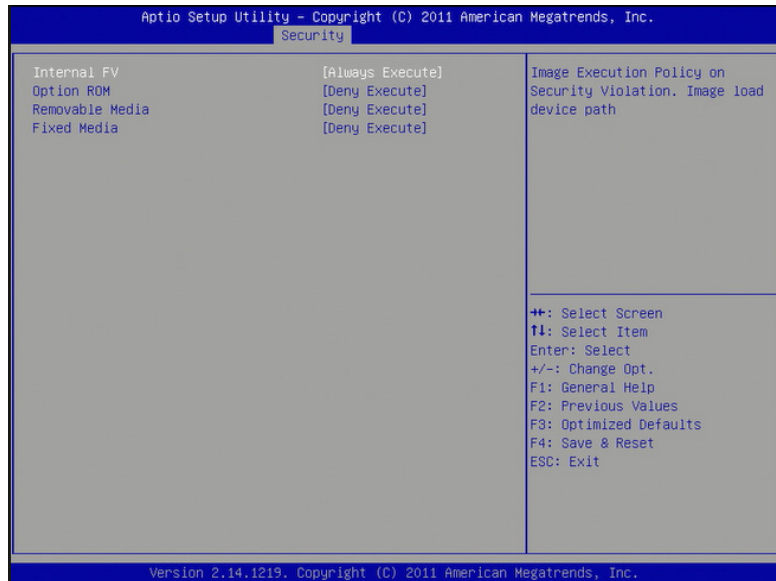 Aptio Setup Utility – Copyright (C) 2011 American Megatrends, Inc.
Security
Internal FV [Always Execute]
Option ROM [Deny Execute]
Removable Media [Deny Execute]
Fixed Media [Deny Execute]
Image Execution Policy on
Security Violation. Image load
device path
→←: Select Screen
↑↓: Select Item
Enter: Select
+/-: Change Opt.
F1: General Help
F2: Previous Values
F3: Optimized Defaults
F4: Save & Reset
ESC: Exit
Version 2.14.1219. Copyright (C) 2011 American Megatrends, Inc.